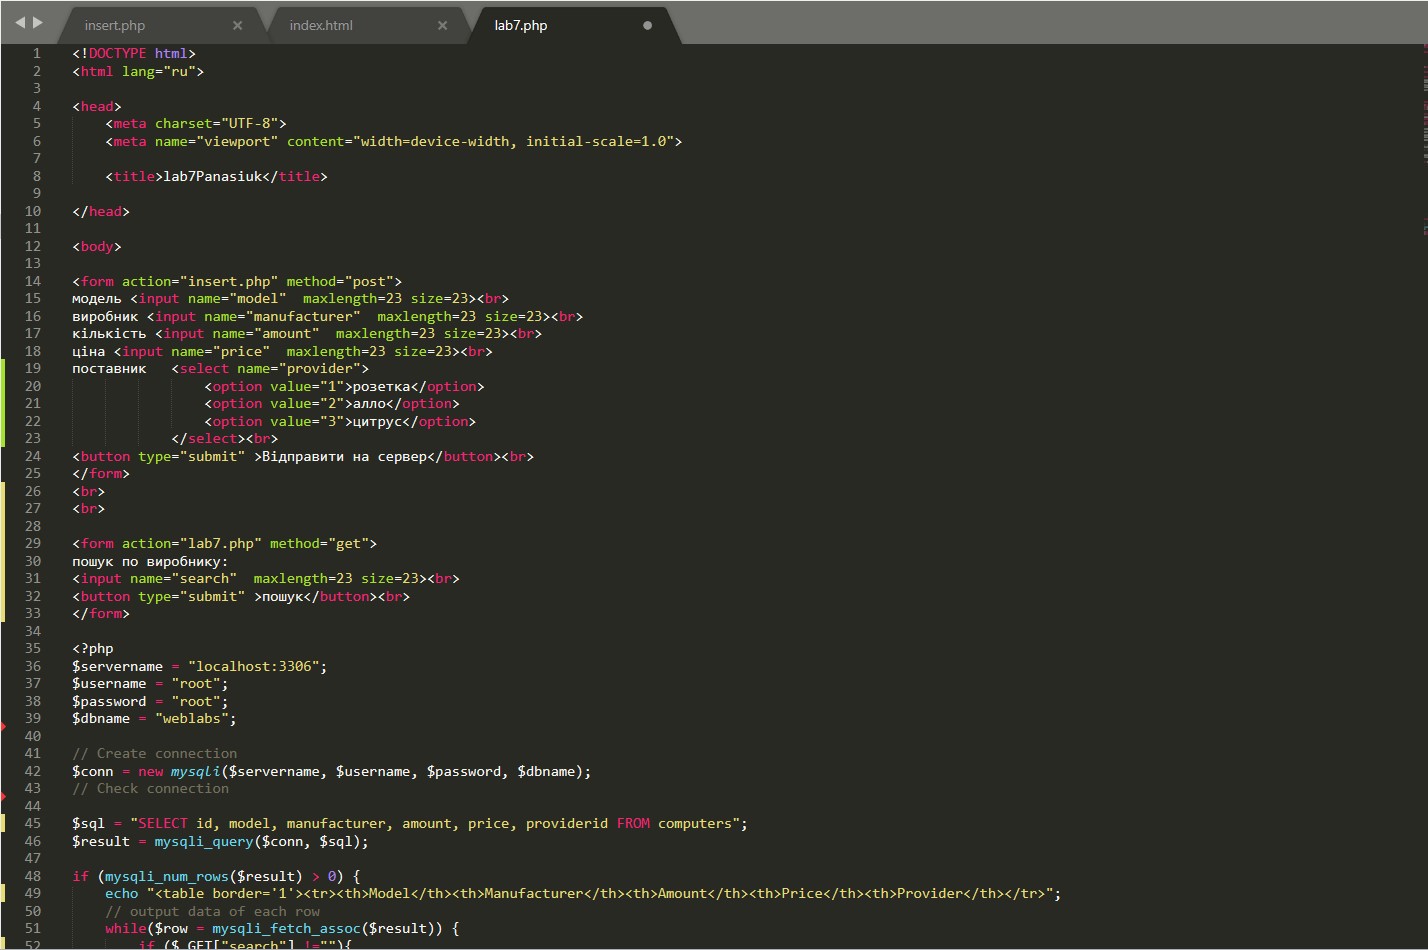 insert.php × index.html × lab7.php
1 <!DOCTYPE html>
2 <html lang="ru">
3
4 <head>
5 <meta charset="UTF-8">
6 <meta name="viewport" content="width=device-width, initial-scale=1.0">
7
8 <title>lab7Panasiuk</title>
9
10 </head>
11
12 <body>
13
14 <form action="insert.php" method="post">
15 модель <input name="model"  maxlength=23 size=23><br>
16 виробник <input name="manufacturer"  maxlength=23 size=23><br>
17 кількість <input name="amount"  maxlength=23 size=23><br>
18 ціна <input name="price"  maxlength=23 size=23><br>
19 поставник   <select name="provider">
20 <option value="1">розетка</option>
21 <option value="2">алло</option>
22 <option value="3">цитрус</option>
23 </select><br>
24 <button type="submit" >Відправити на сервер</button><br>
25 </form>
26 <br>
27 <br>
28
29 <form action="lab7.php" method="get">
30 пошук по виробнику:
31 <input name="search"  maxlength=23 size=23><br>
32 <button type="submit" >пошук</button><br>
33 </form>
34
35 <?php
36 $servername = "localhost:3306";
37 $username = "root";
38 $password = "root";
39 $dbname = "weblabs";
40
41 // Create connection
42 $conn = new mysqli($servername, $username, $password, $dbname);
43 // Check connection
44
45 $sql = "SELECT id, model, manufacturer, amount, price, providerid FROM computers";
46 $result = mysqli_query($conn, $sql);
47
48 if (mysqli_num_rows($result) > 0) {
49 echo "<table border='1'><tr><th>Model</th><th>Manufacturer</th><th>Amount</th><th>Price</th><th>Provider</th></tr>";
50 // output data of each row
51 while($row = mysqli_fetch_assoc($result)) {
52 if ($_GET["search"] !=""){